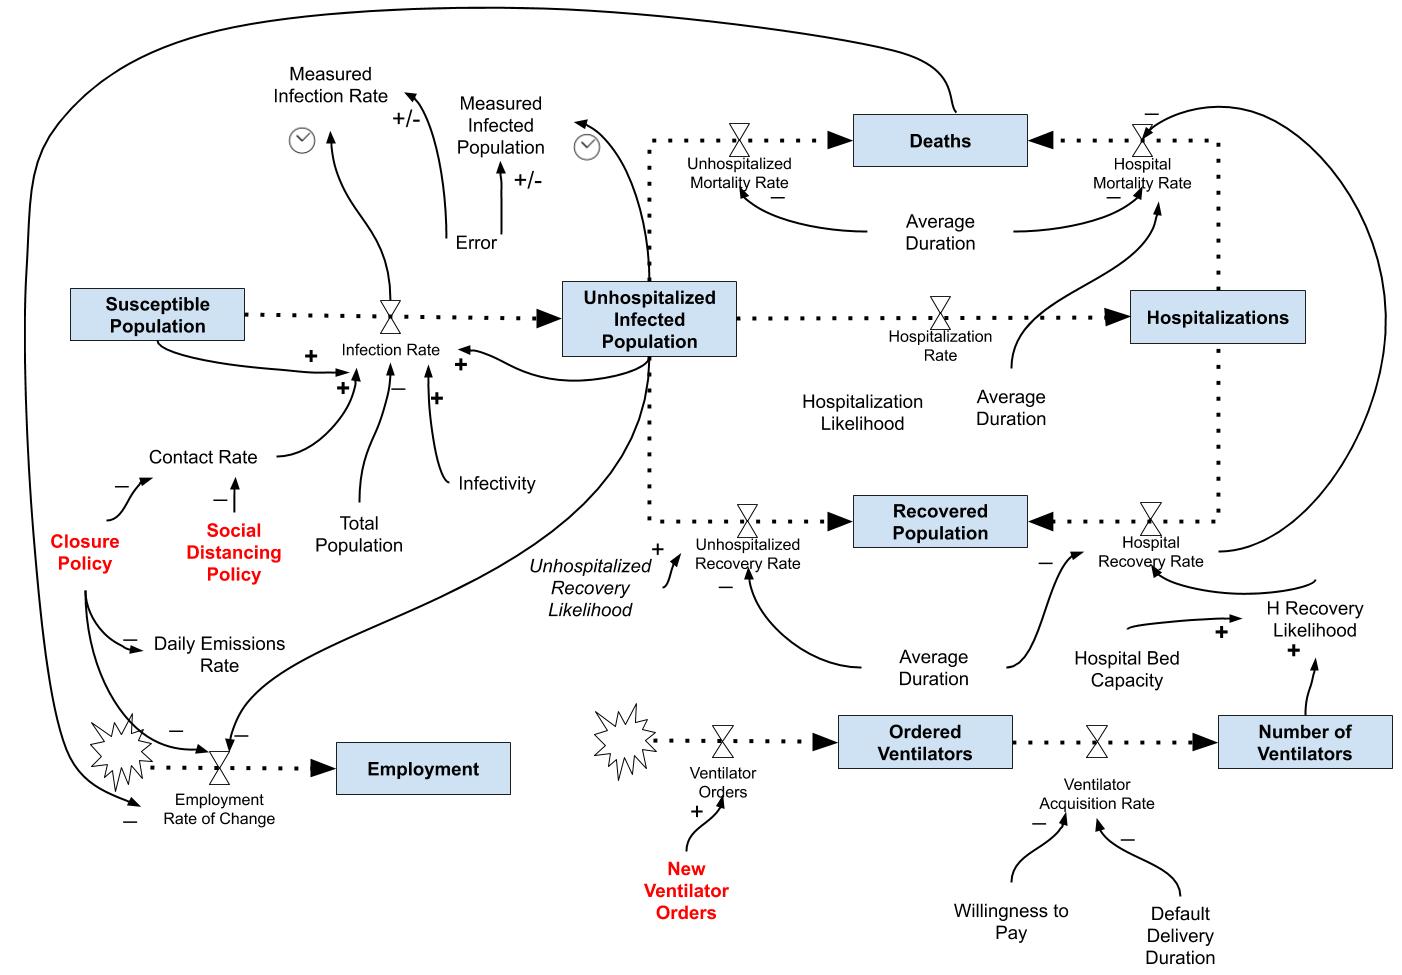 Measured
Infection Rate
+/-
Measured
Infected
Population
+/-
Error
Unhospitalized
Mortality Rate
–
Deaths
–
Hospital
Mortality Rate
–
Average
Duration
Susceptible
Population
+
Infection Rate
+
+
–
+
Unhospitalized
Infected
Population
Hospitalization
Rate
Hospitalizations
Hospitalization
Likelihood
Average
Duration
Contact Rate
–
–
Closure
Policy
Social
Distancing
Policy
Total
Population
Infectivity
Unhospitalized
Recovery
Likelihood
+
Unhospitalized
Recovery Rate
–
Recovered
Population
–
Hospital
Recovery Rate
Average
Duration
Hospital Bed
Capacity
+
H Recovery
Likelihood
+
–
Daily Emissions
Rate
–
–
Employment
Rate of Change
–
Employment
Ventilator
Orders
+
New
Ventilator
Orders
Ordered
Ventilators
Ventilator
Acquisition Rate
–
–
Number of
Ventilators
Willingness to
Pay
Default
Delivery
Duration